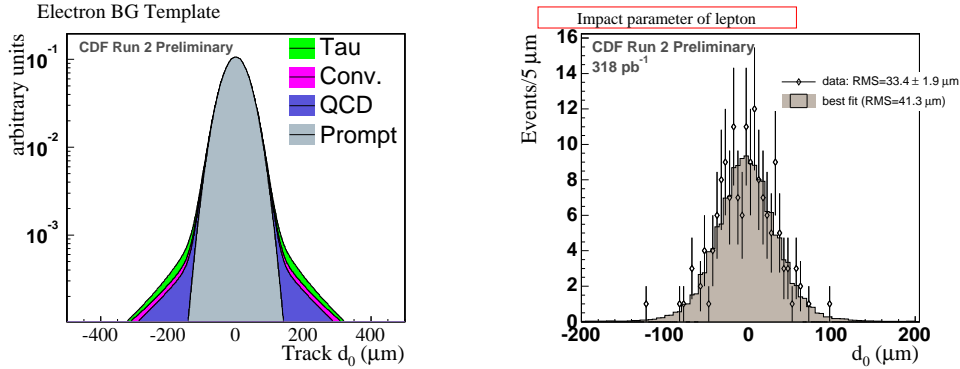 Electron BG Template
CDF Run 2 Preliminary
Tau
Conv.
QCD
Prompt
arbitrary units
10^-1
10^-2
10^-3
-400 -200 0 200 400
Track d_0 (μm)
Impact parameter of lepton
CDF Run 2 Preliminary
318 pb^-1
data: RMS=33.4 ± 1.9 μm
best fit (RMS=41.3 μm)
Events/5 μm
16
14
12
10
8
6
4
2
0
-200 -100 0 100 200
d_0 (μm)